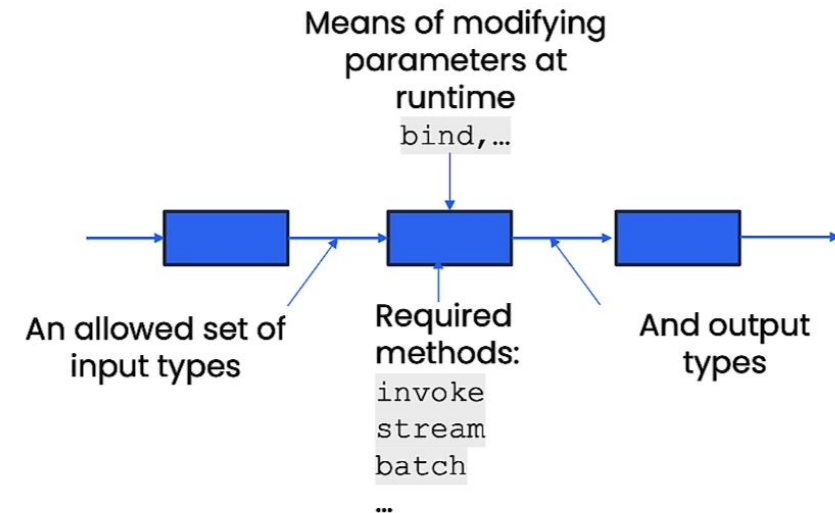 Means of modifying
parameters at
runtime
bind,…
An allowed set of
input types
Required
methods:
invoke
stream
batch
…
And output
types